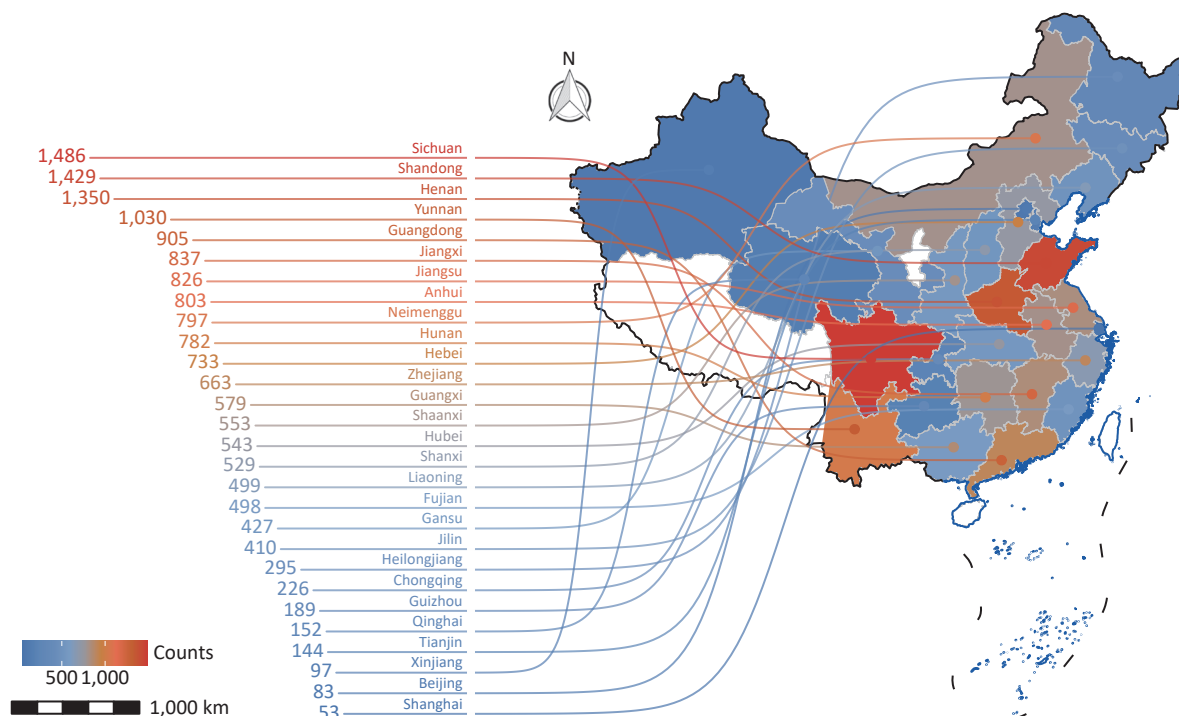 N
Sichuan
1,486
Shandong
1,429
Henan
1,350
Yunnan
1,030
Guangdong
905
Jiangxi
837
Jiangsu
826
Anhui
803
Neimenggu
797
Hunan
782
Hebei
733
Zhejiang
663
Guangxi
579
Shaanxi
553
Hubei
543
Shanxi
529
Liaoning
499
Fujian
498
Gansu
427
Jilin
410
Heilongjiang
295
Chongqing
226
Guizhou
189
Qinghai
152
Tianjin
144
Xinjiang
97
Beijing
83
Shanghai
53
Counts
500 1,000
1,000 km